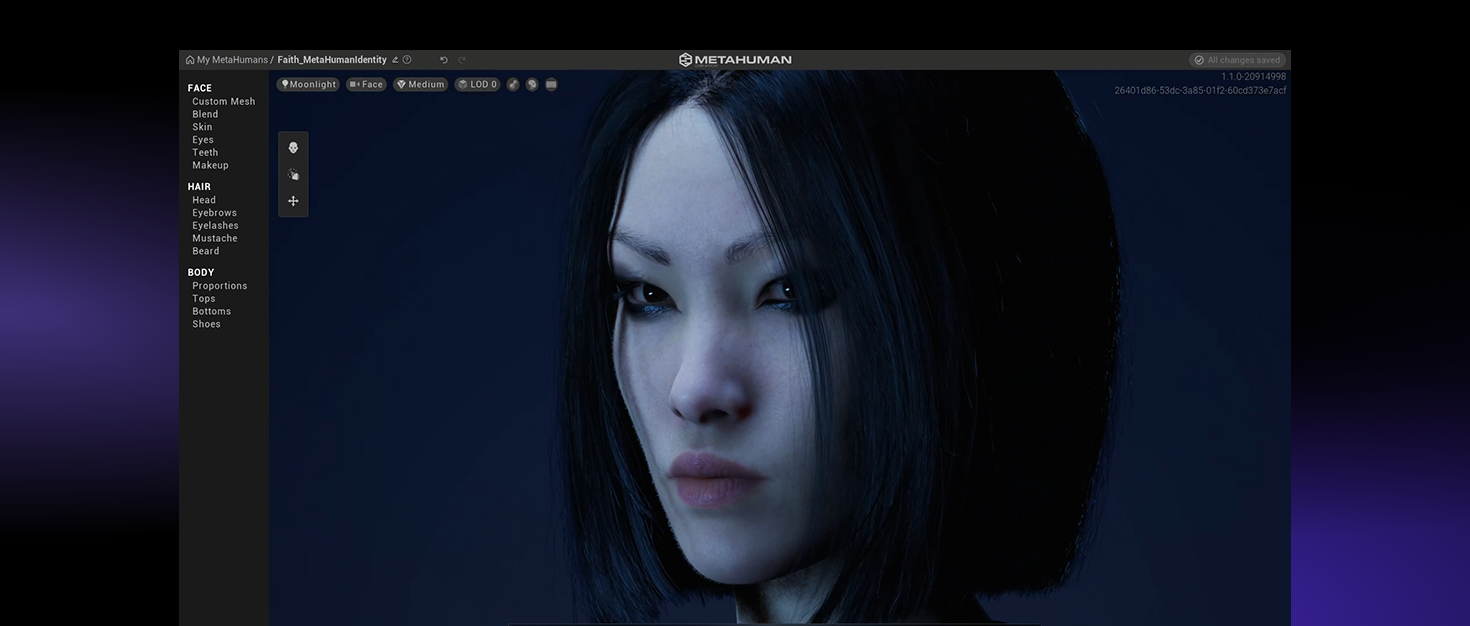 My MetaHumans / Faith_MetaHumanIdentity
METAHUMAN
All changes saved
Moonlight
Face
Medium
LOD 0
1.1.0-20914998
26401d86-53dc-3a85-01f2-60cd373e7acf
FACE
Custom Mesh
Blend
Skin
Eyes
Teeth
Makeup
HAIR
Head
Eyebrows
Eyelashes
Mustache
Beard
BODY
Proportions
Tops
Bottoms
Shoes